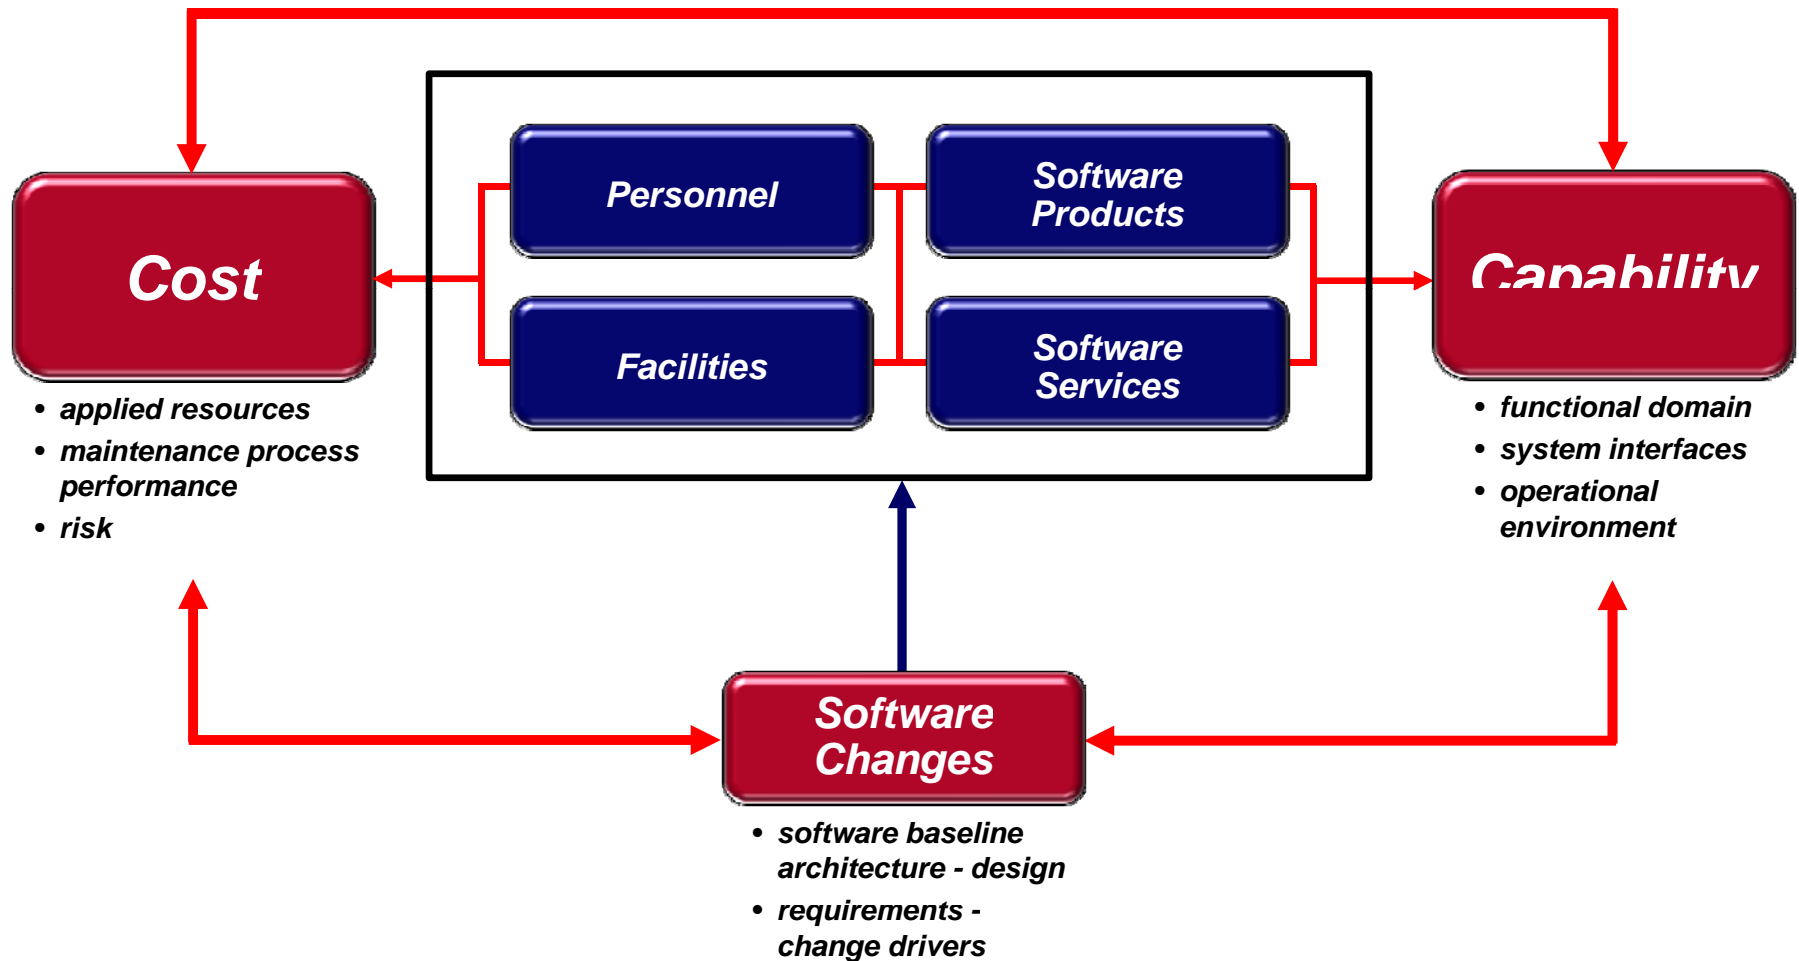 Personnel
Software
Products
Cost
Capability
Facilities
Software
Services
• applied resources
• maintenance process
performance
• risk
• functional domain
• system interfaces
• operational
environment
Software
Changes
• software baseline
architecture - design
• requirements -
change drivers